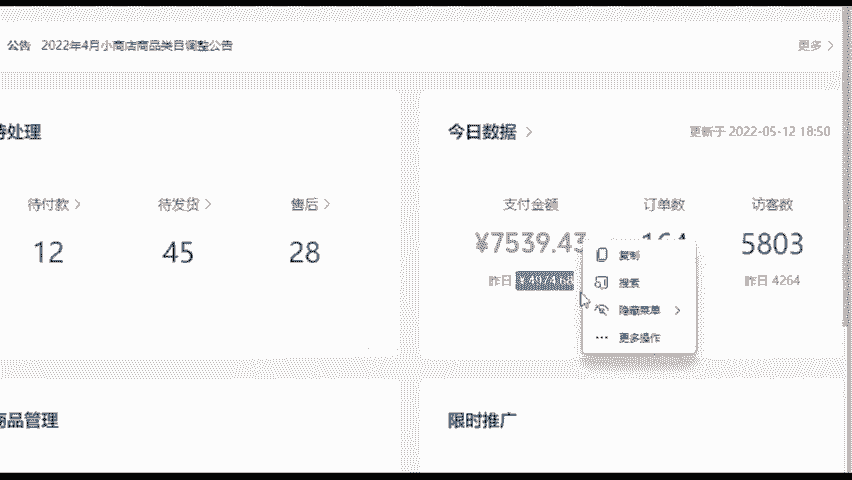 公告 2022年4月小商店商品类目调整公告 更多
待处理
今日数据 更新于 2022-05-12 18:50
待付款 待发货 售后
支付金额 订单数 访客数
12 45 28
¥7539.43 164 5803
昨日 ¥4974.68 昨日 4264
复制
搜索
隐藏菜单
更多操作
商品管理
限时推广